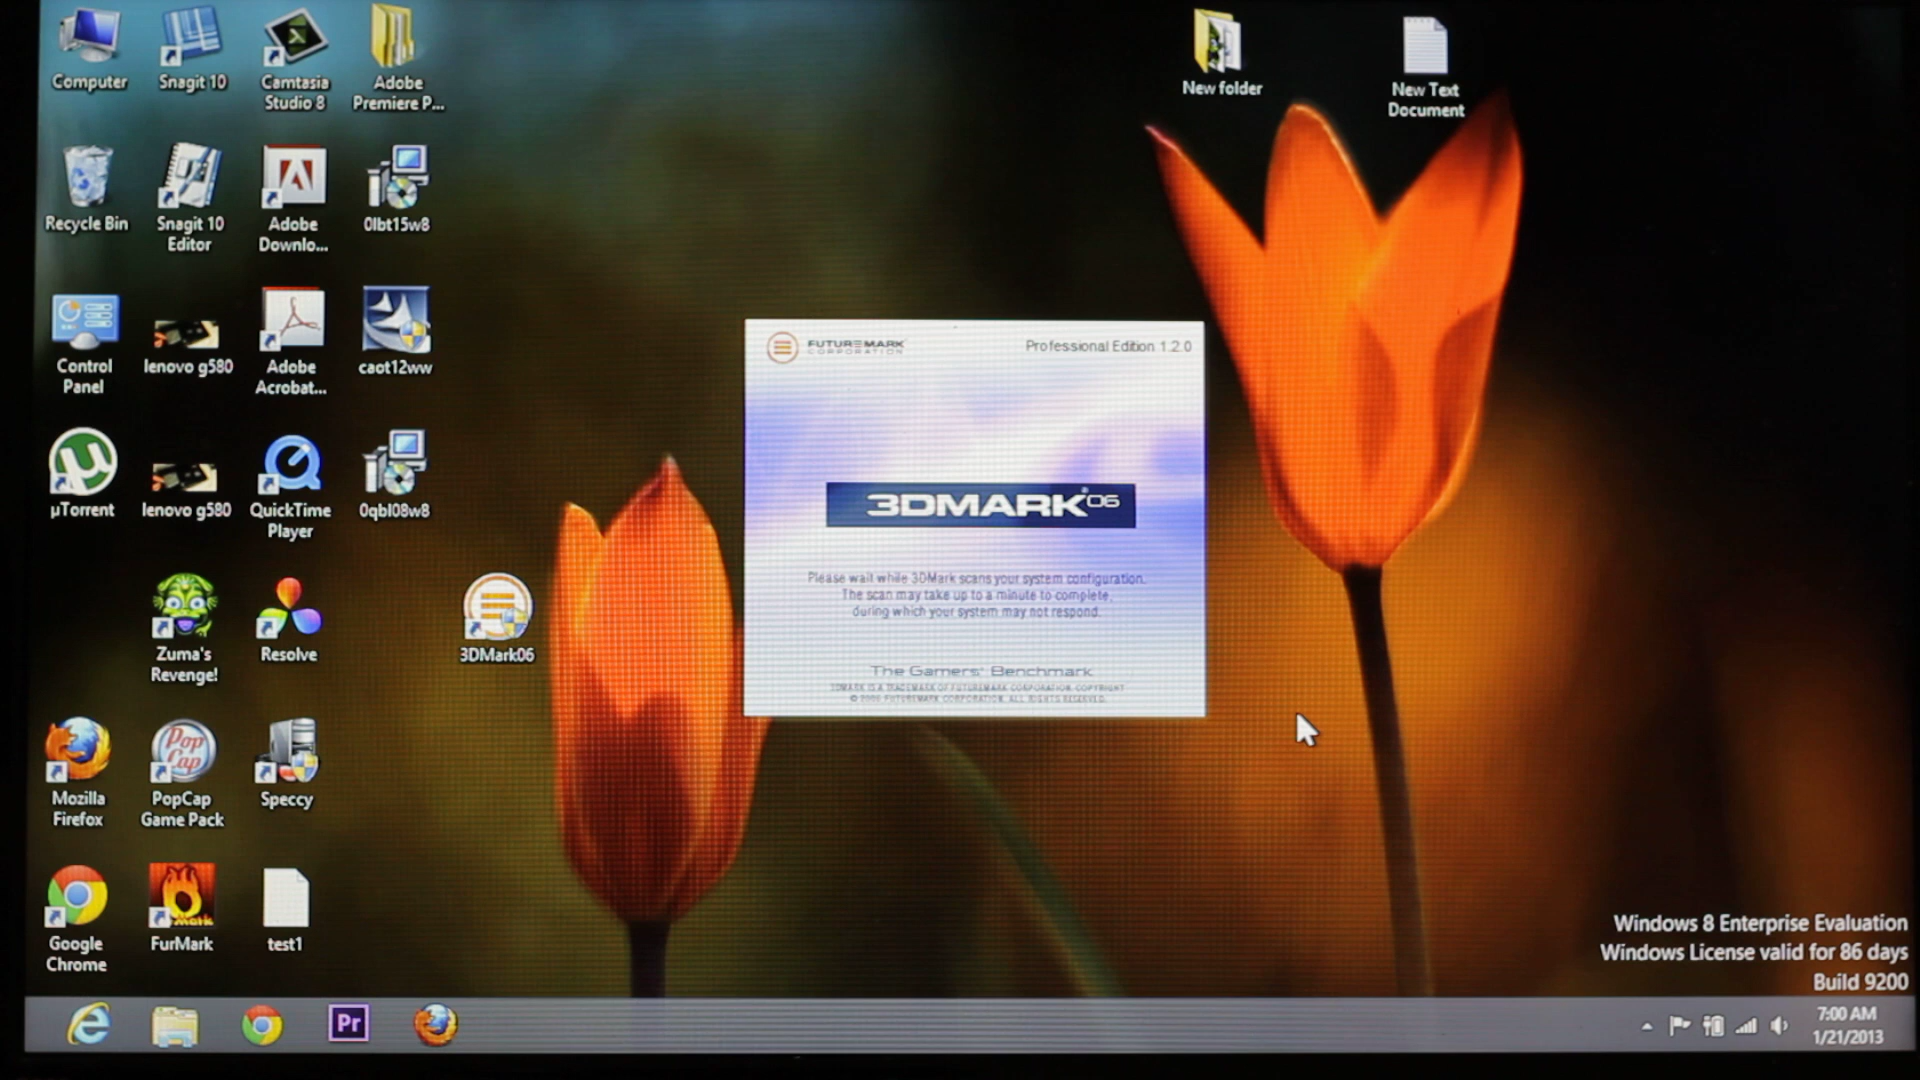 Computer
Snagit 10
Camtasia
Studio 8
Adobe
Premiere P...
New folder
New Text
Document
Recycle Bin
Snagit 10
Editor
Adobe
Downlo...
0lbt15w8
Control
Panel
lenovo g580
Adobe
Acrobat...
caot12ww
µTorrent
lenovo g580
QuickTime
Player
0qbl08w8
Zuma's
Revenge!
Resolve
3DMark06
Mozilla
Firefox
Pop
Cap
PopCap
Game Pack
Speccy
Google
Chrome
mark
FurMark
test1
FUTUREMARK
CORPORATION
Professional Edition 1.2.0
3DMARK®06
Please wait while 3DMark scans your system configuration.
The scan may take up to a minute to complete,
during which your system may not respond.
The Gamers' Benchmark
3DMARK IS A TRADEMARK OF FUTUREMARK CORPORATION. COPYRIGHT
© 2006 FUTUREMARK CORPORATION. ALL RIGHTS RESERVED.
Windows 8 Enterprise Evaluation
Windows License valid for 86 days
Build 9200
Pr
7:00 AM
1/21/2013